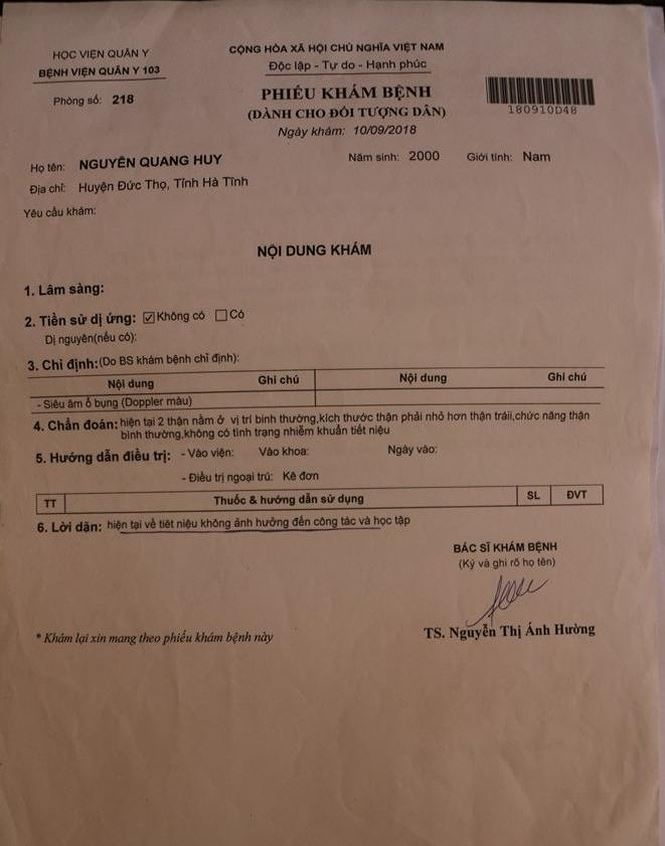 HỌC VIỆN QUÂN Y
BỆNH VIỆN QUÂN Y 103
Phòng số: 218
CỘNG HÒA XÃ HỘI CHỦ NGHĨA VIỆT NAM
Độc lập - Tự do - Hạnh phúc
PHIẾU KHÁM BỆNH
(DÀNH CHO ĐỐI TƯỢNG DÂN)
Ngày khám: 10/09/2018
180910D48
Họ tên: NGUYỄN QUANG HUY Năm sinh: 2000 Giới tính: Nam
Địa chỉ: Huyện Đức Thọ, Tỉnh Hà Tĩnh
Yêu cầu khám:
NỘI DUNG KHÁM
1. Lâm sàng:
2. Tiền sử dị ứng: ☑Không có ☐Có
Dị nguyên(nếu có):
3. Chỉ định:(Do BS khám bệnh chỉ định):
Nội dung Ghi chú Nội dung Ghi chú
- Siêu âm ổ bụng (Doppler màu)
4. Chẩn đoán: hiện tại 2 thận nằm ở vị trí bình thường,kích thước thận phải nhỏ hơn thận tráii,chức năng thận
bình thường,không có tình trạng nhiễm khuẩn tiết niệu
5. Hướng dẫn điều trị: - Vào viện: Vào khoa: Ngày vào:
- Điều trị ngoại trú: Kê đơn
TT Thuốc & hướng dẫn sử dụng SL ĐVT
6. Lời dặn: hiện tại về tiêt niệu không ảnh hưởng đến công tác và học tập
BÁC SĨ KHÁM BỆNH
(Ký và ghi rõ họ tên)
TS. Nguyễn Thị Ánh Hường
* Khám lại xin mang theo phiếu khám bệnh này